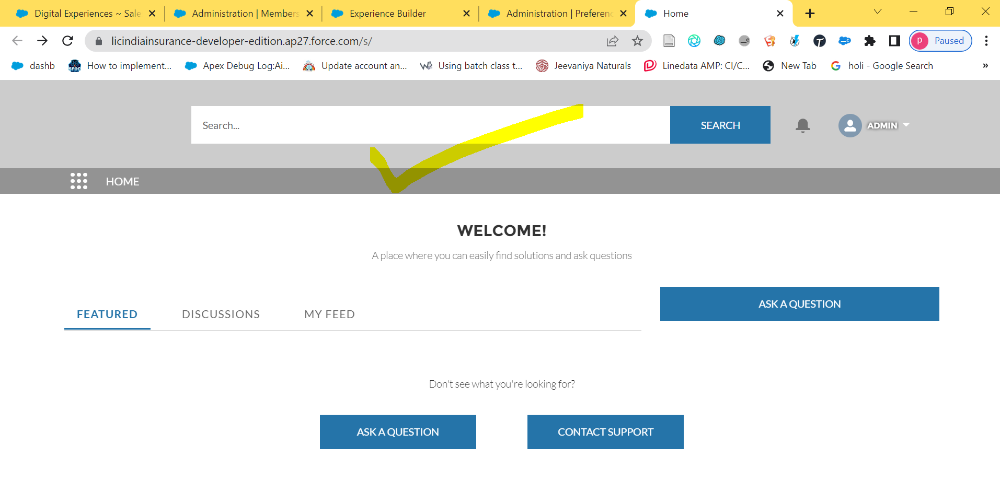 Digital Experiences ~ Sale
Administration | Members
Experience Builder
Administration | Preferenc
Home
licindiainsurance-developer-edition.ap27.force.com/s/
P
Paused
dashb
How to implement...
Apex Debug Log:Ai...
Update account an...
Using batch class t...
Jeevaniya Naturals
Linedata AMP: CI/C...
New Tab
holi - Google Search
»
Search...
SEARCH
ADMIN
HOME
WELCOME!
A place where you can easily find solutions and ask questions
ASK A QUESTION
FEATURED
DISCUSSIONS
MY FEED
Don't see what you're looking for?
ASK A QUESTION
CONTACT SUPPORT